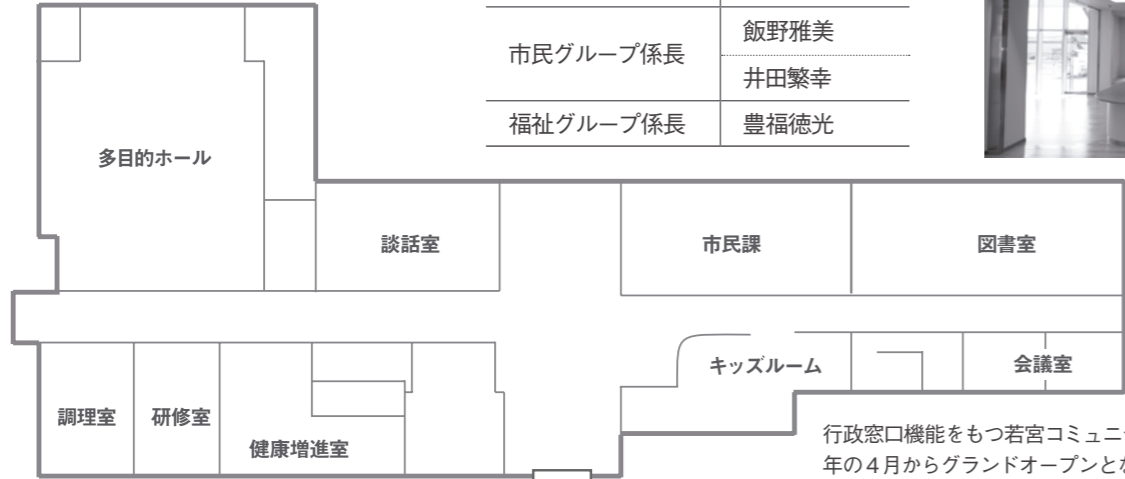 市民グループ係長
飯野雅美
井田繁幸
福祉グループ係長
豊福徳光
多目的ホール
談話室
市民課
図書室
キッズルーム
会議室
調理室
研修室
健康増進室
行政窓口機能をもつ若宮コミュニ
年の4月からグランドオープンとな